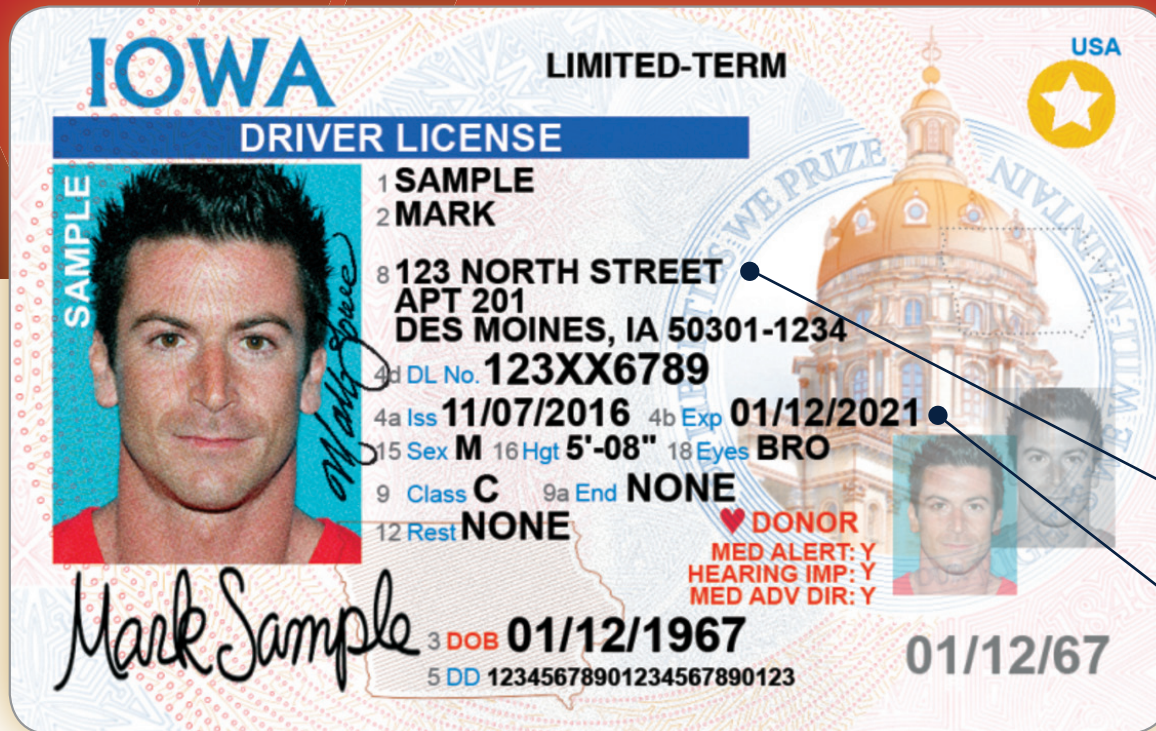 IOWA
LIMITED-TERM
USA
DRIVER LICENSE
SAMPLE
1 SAMPLE
2 MARK
8 123 NORTH STREET
APT 201
DES MOINES, IA 50301-1234
4d DL No. 123XX6789
4a Iss 11/07/2016 4b Exp 01/12/2021
15 Sex M 16 Hgt 5'-08" 18 Eyes BRO
9 Class C 9a End NONE
12 Rest NONE
DONOR
MED ALERT: Y
HEARING IMP: Y
MED ADV DIR: Y
Mark Sample
3 DOB 01/12/1967
01/12/67
5 DD 12345678901234567890123
WE PRIZE
MAINTAIN